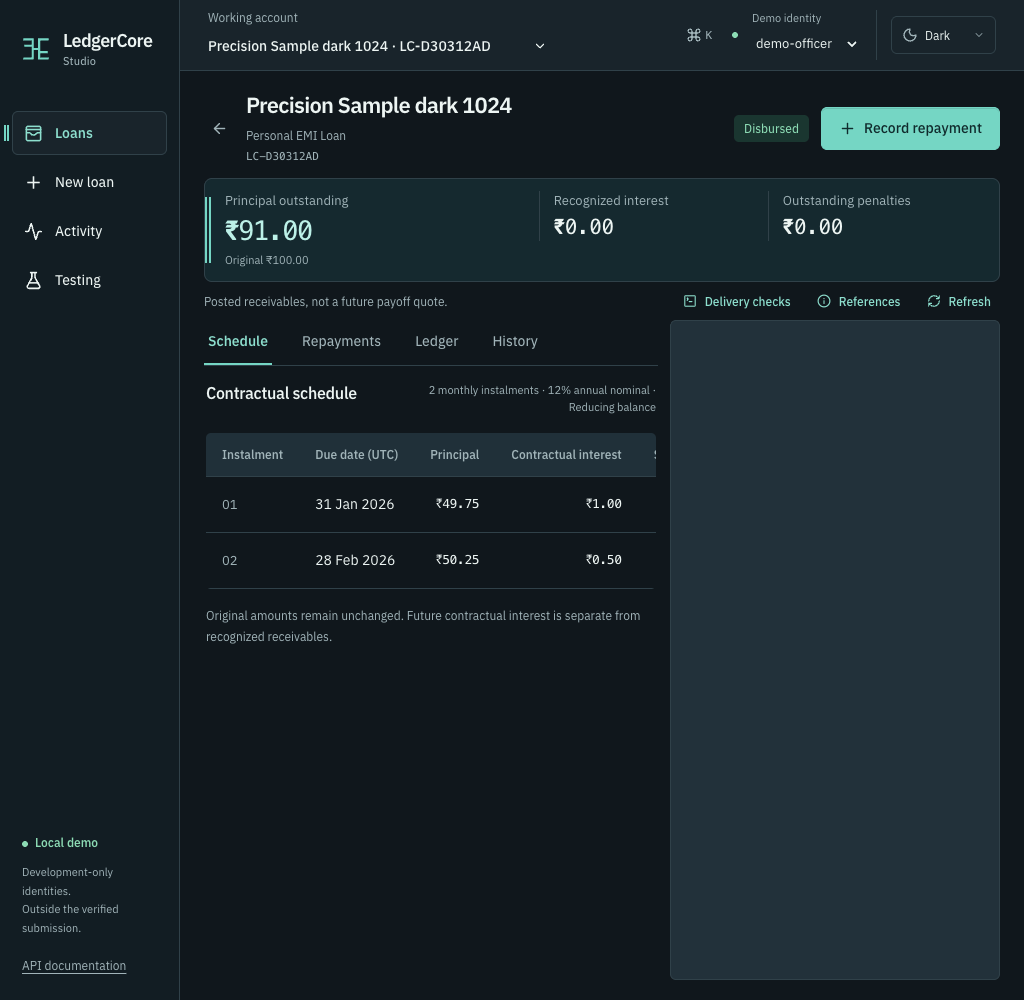 LedgerCore
Studio
Loans
New loan
Activity
Testing
Local demo
Development-only
identities.
Outside the verified
submission.
API documentation
Working account
Precision Sample dark 1024 · LC-D30312AD
⌘ K
Demo identity
demo-officer
Dark
Precision Sample dark 1024
Personal EMI Loan
LC-D30312AD
Disbursed
Record repayment
Principal outstanding
₹91.00
Original ₹100.00
Recognized interest
₹0.00
Outstanding penalties
₹0.00
Posted receivables, not a future payoff quote.
Delivery checks
References
Refresh
Schedule Repayments Ledger History
Contractual schedule
2 monthly instalments · 12% annual nominal ·
Reducing balance
Instalment Due date (UTC) Principal Contractual interest
01 31 Jan 2026 ₹49.75 ₹1.00
02 28 Feb 2026 ₹50.25 ₹0.50
Original amounts remain unchanged. Future contractual interest is separate from
recognized receivables.